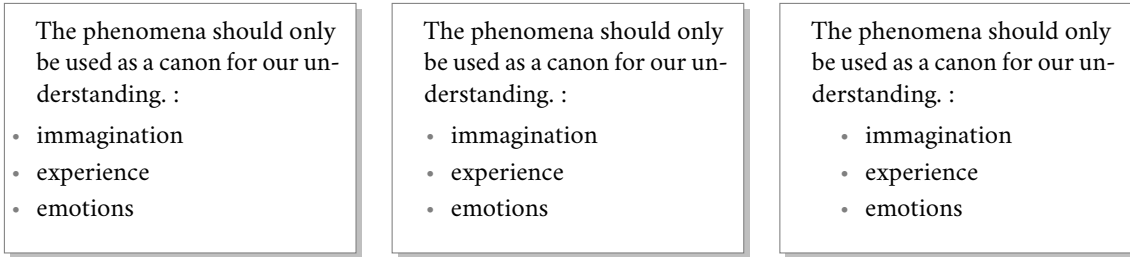 The phenomena should only
be used as a canon for our un-
derstanding. :
• immagination
• experience
• emotions
The phenomena should only
be used as a canon for our un-
derstanding. :
• immagination
• experience
• emotions
The phenomena should only
be used as a canon for our un-
derstanding. :
• immagination
• experience
• emotions